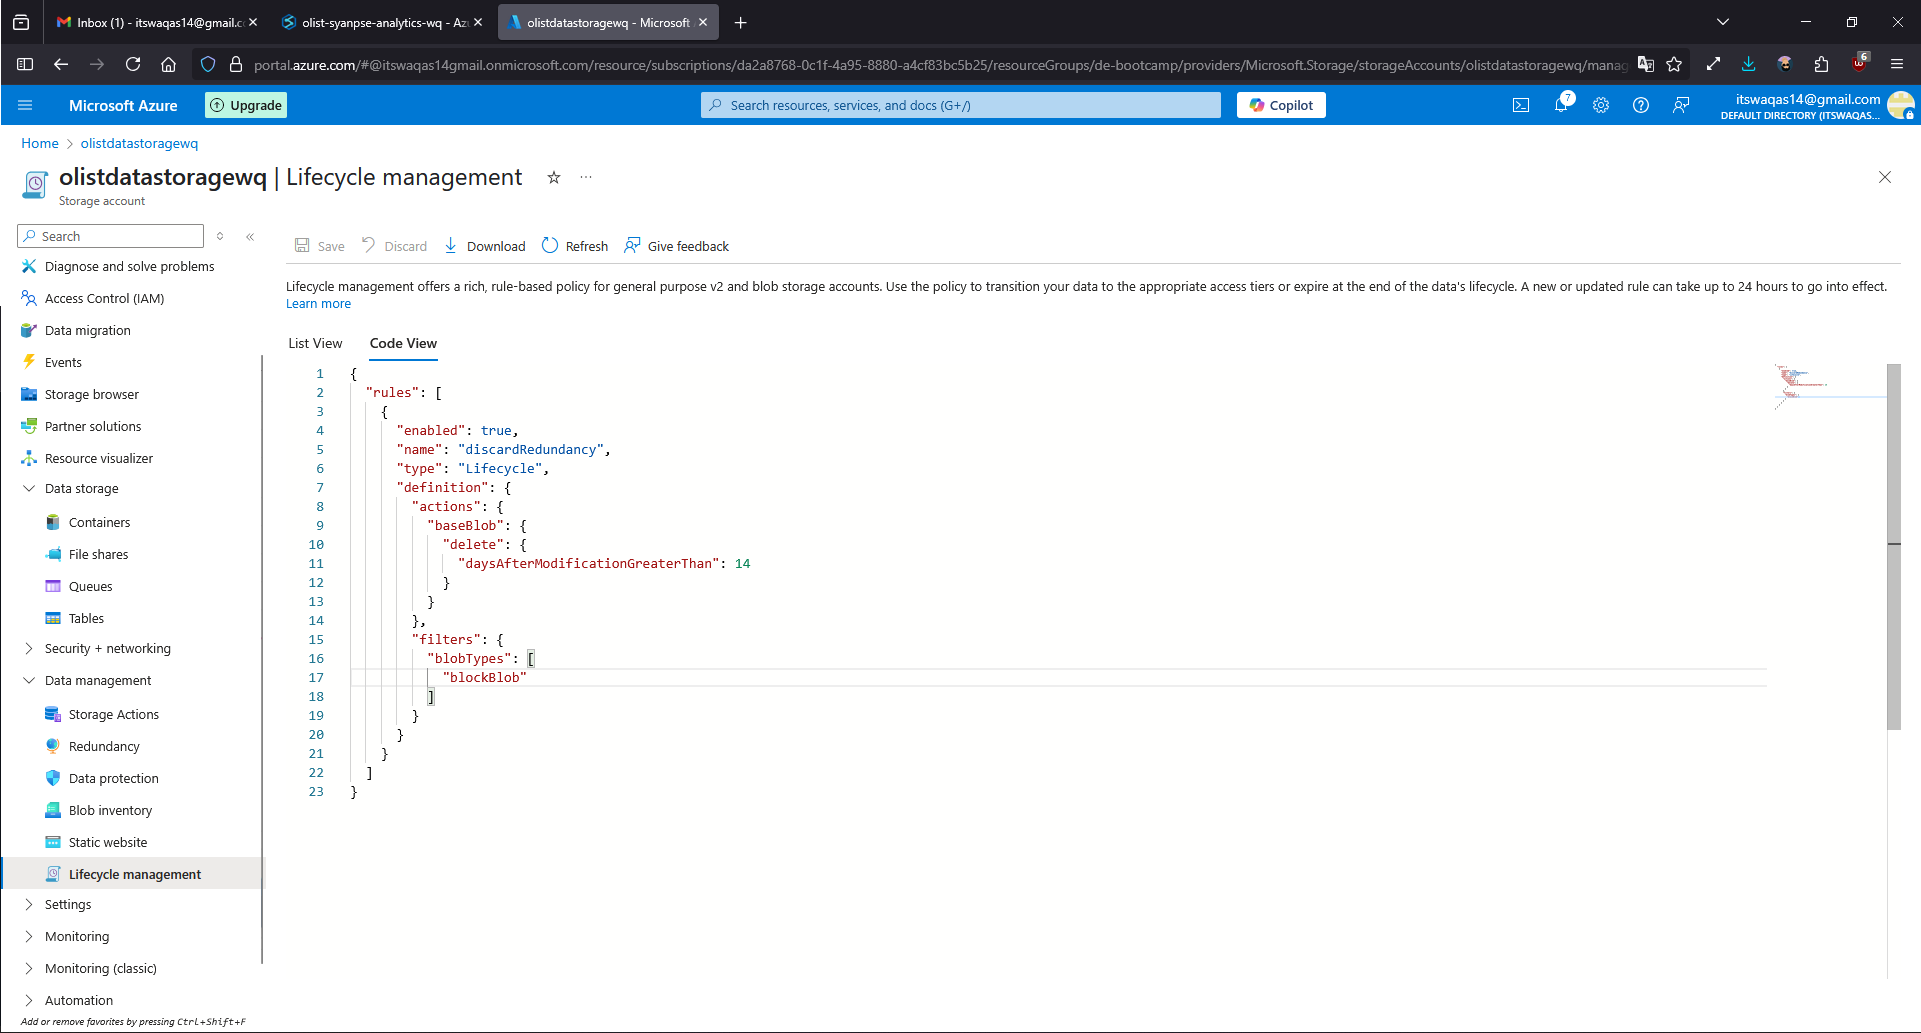 Inbox (1) - itswaqas14@gmail.c
olist-syanpse-analytics-wq - Az
olistdatastoragewq - Microsoft
portal.azure.com/#@itswaqas14gmail.onmicrosoft.com/resource/subscriptions/da2a8768-0c1f-4a95-8880-a4cf83bc5b25/resourceGroups/de-bootcamp/providers/Microsoft.Storage/storageAccounts/olistdatastoragewq/manag
6
Microsoft Azure
Upgrade
Search resources, services, and docs (G+/)
Copilot
7
itswaqas14@gmail.com
DEFAULT DIRECTORY (ITSWAQAS...
Home > olistdatastoragewq
olistdatastoragewq | Lifecycle management
Storage account
Search
Diagnose and solve problems
Access Control (IAM)
Data migration
Events
Storage browser
Partner solutions
Resource visualizer
Data storage
Containers
File shares
Queues
Tables
Security + networking
Data management
Storage Actions
Redundancy
Data protection
Blob inventory
Static website
Lifecycle management
Settings
Monitoring
Monitoring (classic)
Automation
Add or remove favorites by pressing Ctrl+Shift+F
Save
Discard
Download
Refresh
Give feedback
Lifecycle management offers a rich, rule-based policy for general purpose v2 and blob storage accounts. Use the policy to transition your data to the appropriate access tiers or expire at the end of the data's lifecycle. A new or updated rule can take up to 24 hours to go into effect.
Learn more
List View
Code View
1 {
2 "rules": [
3 {
4 "enabled": true,
5 "name": "discardRedundancy",
6 "type": "Lifecycle",
7 "definition": {
8 "actions": {
9 "baseBlob": {
10 "delete": {
11 "daysAfterModificationGreaterThan": 14
12 }
13 }
14 },
15 "filters": {
16 "blobTypes": [
17 "blockBlob"
18 ]
19 }
20 }
21 }
22 ]
23 }